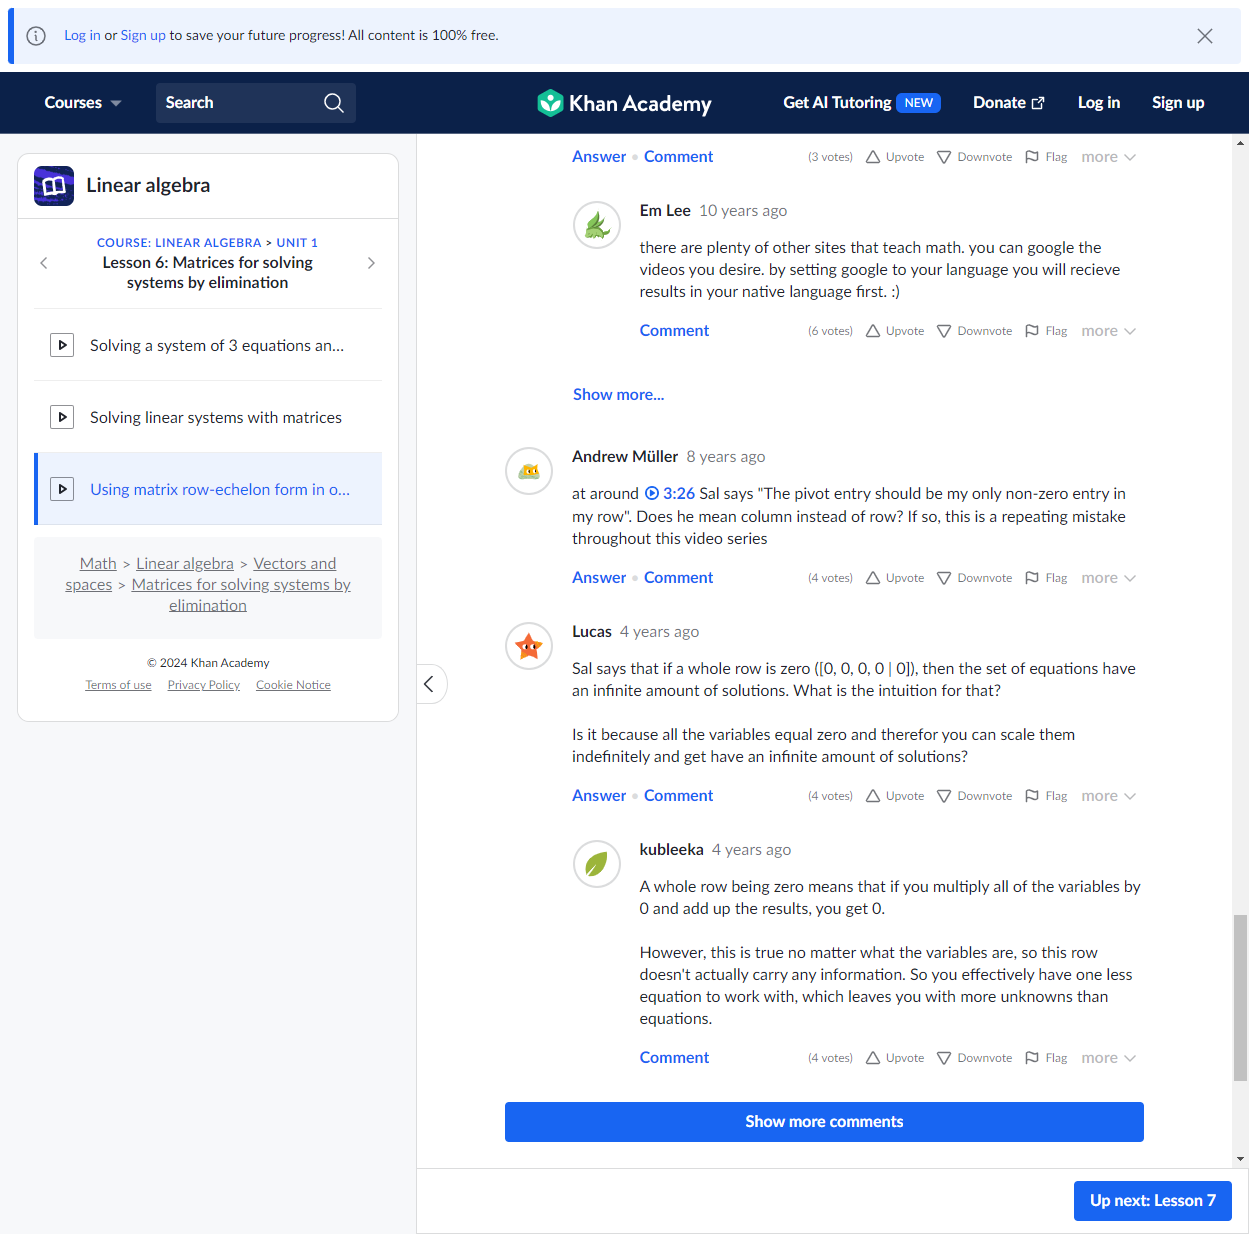 Log in or Sign up to save your future progress! All content is 100% free.
Courses
Search
Khan Academy
Get AI Tutoring NEW
Donate
Log in
Sign up
Linear algebra
COURSE: LINEAR ALGEBRA > UNIT 1
Lesson 6: Matrices for solving
systems by elimination
Solving a system of 3 equations an...
Solving linear systems with matrices
Using matrix row-echelon form in o...
Math > Linear algebra > Vectors and
spaces > Matrices for solving systems by
elimination
© 2024 Khan Academy
Terms of use Privacy Policy Cookie Notice
Answer • Comment (3 votes) Upvote Downvote Flag more
Em Lee 10 years ago
there are plenty of other sites that teach math. you can google the
videos you desire. by setting google to your language you will recieve
results in your native language first. :)
Comment (6 votes) Upvote Downvote Flag more
Show more...
Andrew Müller 8 years ago
at around 3:26 Sal says "The pivot entry should be my only non-zero entry in
my row". Does he mean column instead of row? If so, this is a repeating mistake
throughout this video series
Answer • Comment (4 votes) Upvote Downvote Flag more
Lucas 4 years ago
Sal says that if a whole row is zero ([0, 0, 0, 0 | 0]), then the set of equations have
an infinite amount of solutions. What is the intuition for that?
Is it because all the variables equal zero and therefor you can scale them
indefinitely and get have an infinite amount of solutions?
Answer • Comment (4 votes) Upvote Downvote Flag more
kubleeka 4 years ago
A whole row being zero means that if you multiply all of the variables by
0 and add up the results, you get 0.
However, this is true no matter what the variables are, so this row
doesn't actually carry any information. So you effectively have one less
equation to work with, which leaves you with more unknowns than
equations.
Comment (4 votes) Upvote Downvote Flag more
Show more comments
Up next: Lesson 7